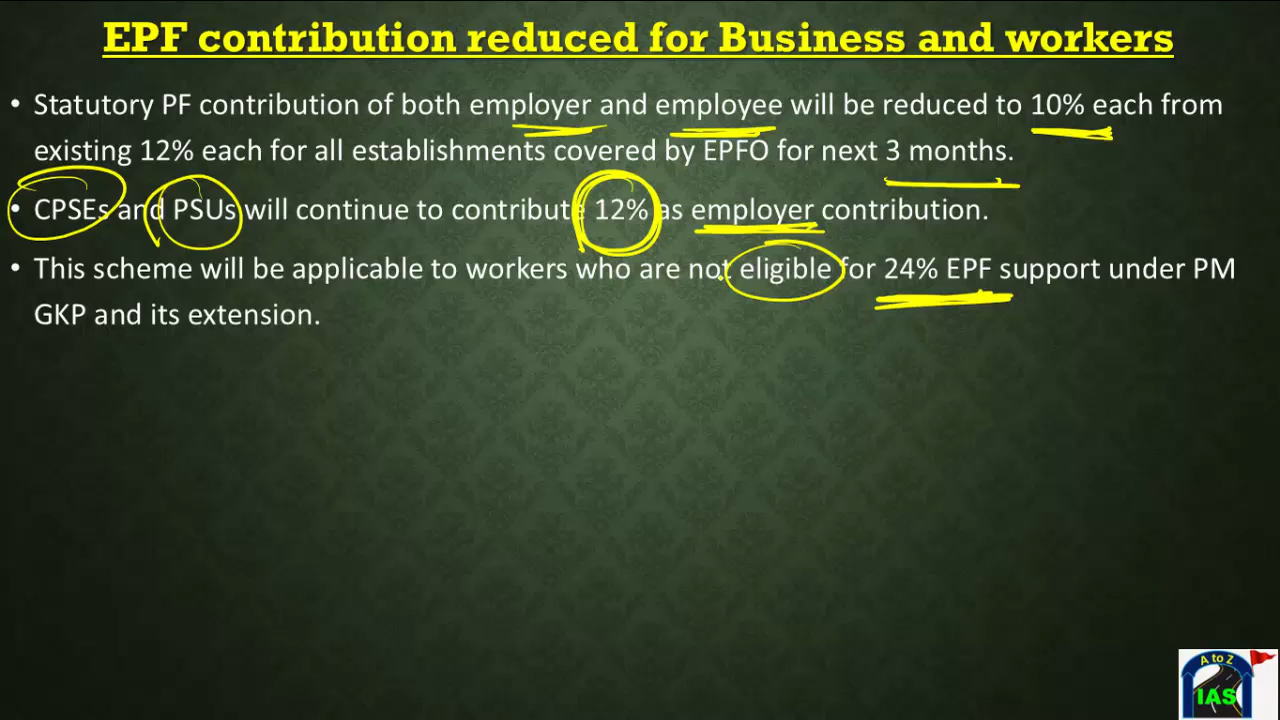 EPF contribution reduced for Business and workers
• Statutory PF contribution of both employer and employee will be reduced to 10% each from
existing 12% each for all establishments covered by EPFO for next 3 months.
• CPSEs and PSUs will continue to contribute 12% as employer contribution.
• This scheme will be applicable to workers who are not eligible for 24% EPF support under PM
GKP and its extension.
A to Z
IAS